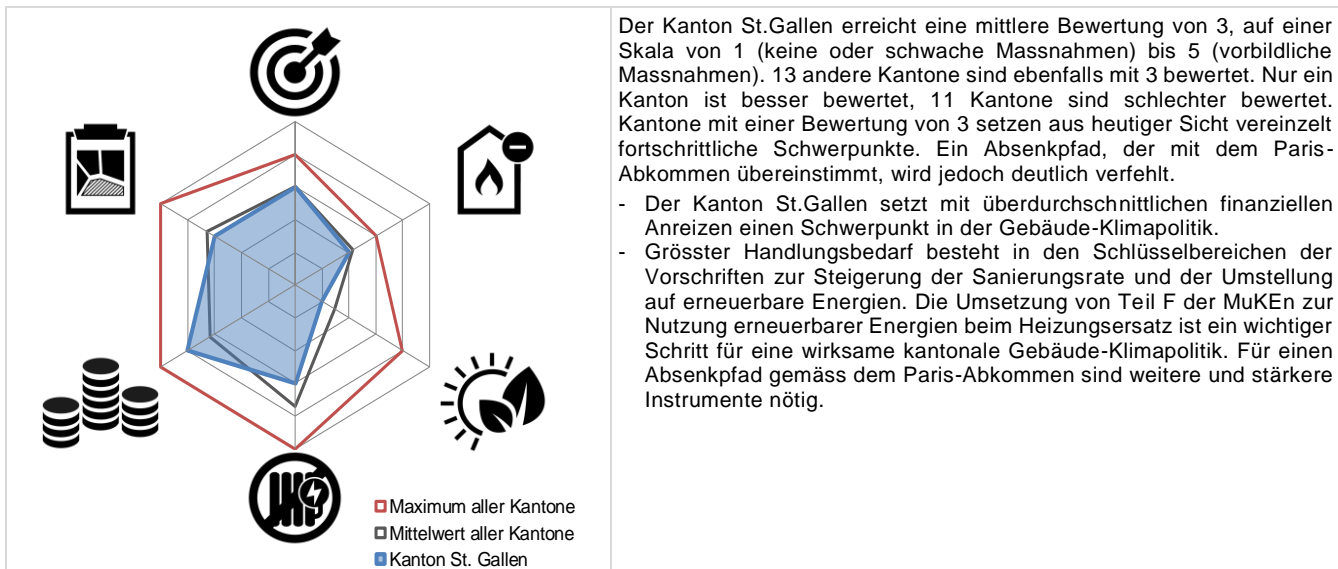 Der Kanton St.Gallen erreicht eine mittlere Bewertung von 3, auf einer
Skala von 1 (keine oder schwache Massnahmen) bis 5 (vorbildliche
Massnahmen). 13 andere Kantone sind ebenfalls mit 3 bewertet. Nur ein
Kanton ist besser bewertet, 11 Kantone sind schlechter bewertet.
Kantone mit einer Bewertung von 3 setzen aus heutiger Sicht vereinzelt
fortschrittliche Schwerpunkte. Ein Absenkpfad, der mit dem Paris-
Abkommen übereinstimmt, wird jedoch deutlich verfehlt.
- Der Kanton St.Gallen setzt mit überdurchschnittlichen finanziellen
Anreizen einen Schwerpunkt in der Gebäude-Klimapolitik.
- Grösster Handlungsbedarf besteht in den Schlüsselbereichen der
Vorschriften zur Steigerung der Sanierungsrate und der Umstellung
auf erneuerbare Energien. Die Umsetzung von Teil F der MuKEn zur
Nutzung erneuerbarer Energien beim Heizungsersatz ist ein wichtiger
Schritt für eine wirksame kantonale Gebäude-Klimapolitik. Für einen
Absenkpfad gemäss dem Paris-Abkommen sind weitere und stärkere
Instrumente nötig.
Maximum aller Kantone
Mittelwert aller Kantone
Kanton St. Gallen